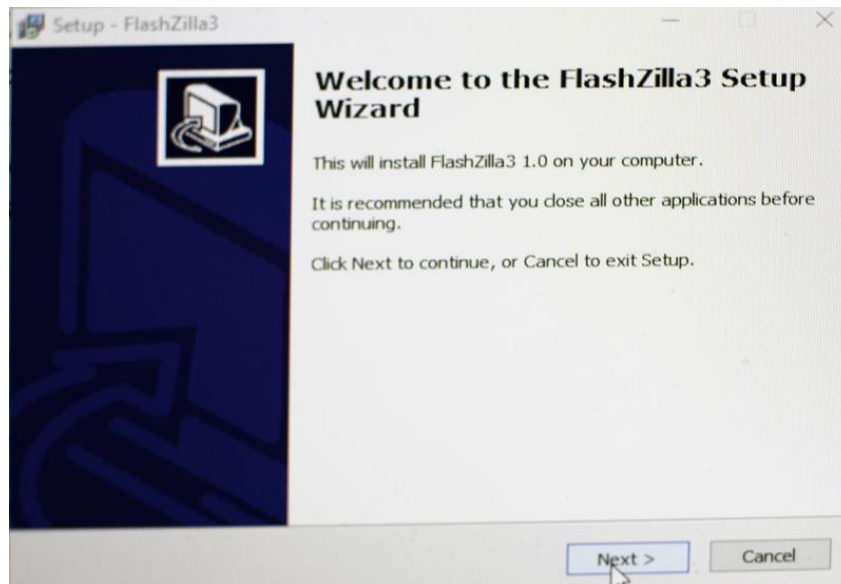 Setup - FlashZilla3
Welcome to the FlashZilla3 Setup
Wizard
This will install FlashZilla3 1.0 on your computer.
It is recommended that you close all other applications before
continuing.
Click Next to continue, or Cancel to exit Setup.
Next >
Cancel